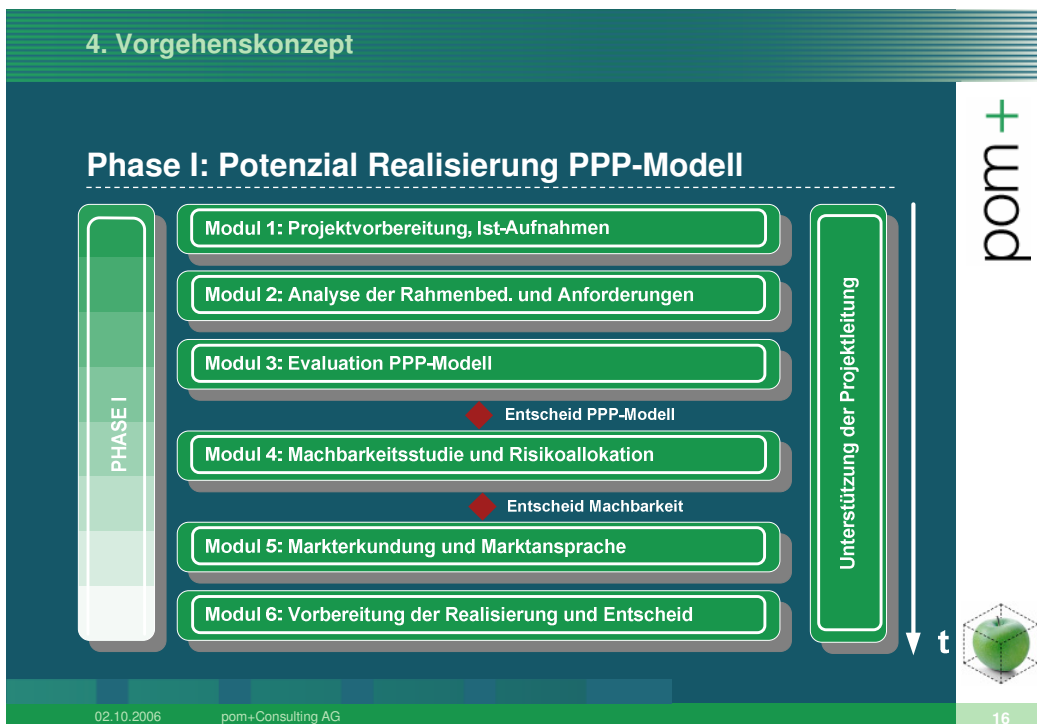 4. Vorgehenskonzept
pom+
Phase I: Potenzial Realisierung PPP-Modell
PHASE I
Modul 1: Projektvorbereitung, Ist-Aufnahmen
Modul 2: Analyse der Rahmenbed. und Anforderungen
Modul 3: Evaluation PPP-Modell
Entscheid PPP-Modell
Modul 4: Machbarkeitsstudie und Risikoallokation
Entscheid Machbarkeit
Modul 5: Markterkundung und Marktansprache
Modul 6: Vorbereitung der Realisierung und Entscheid
Unterstützung der Projektleitung
t
02.10.2006 pom+Consulting AG 16